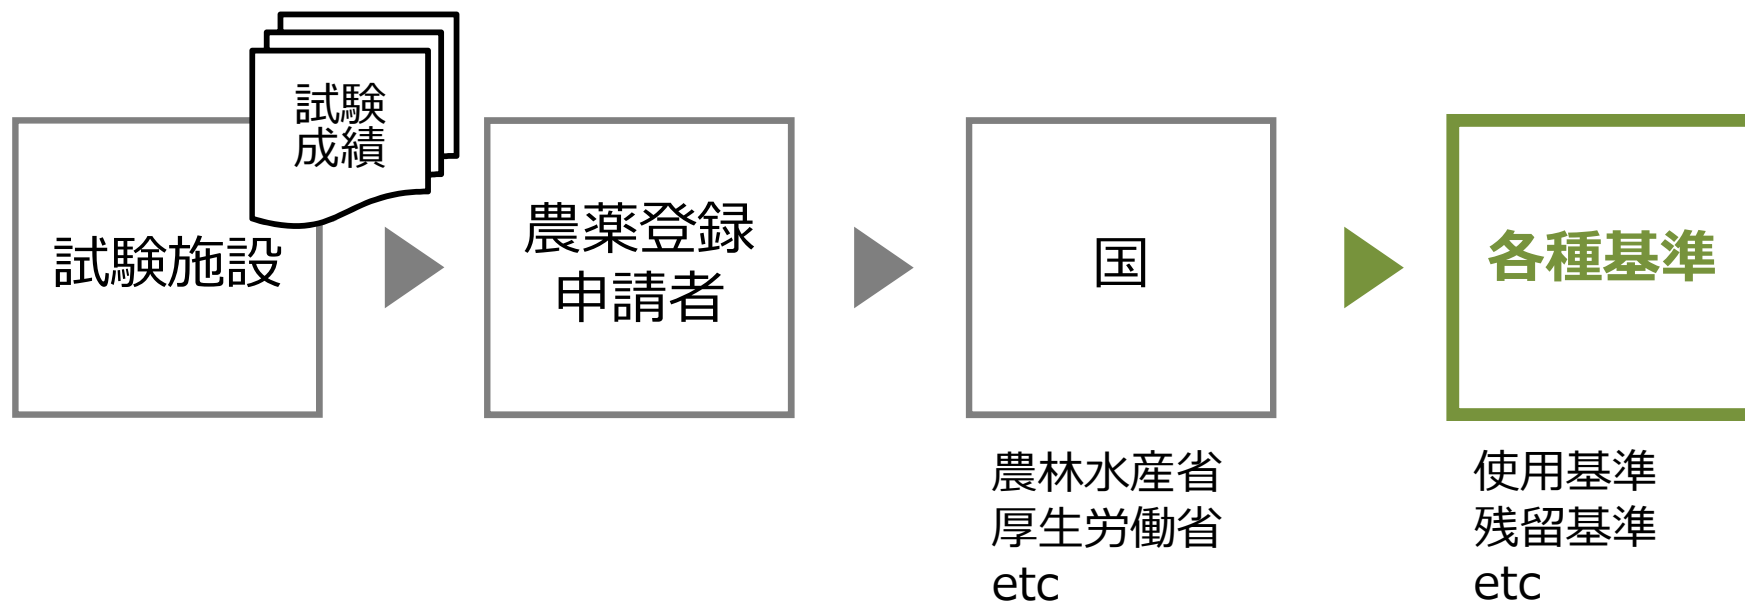 試験
成績
試験施設
農薬登録
申請者
国
農林水産省
厚生労働省
etc
各種基準
使用基準
残留基準
etc